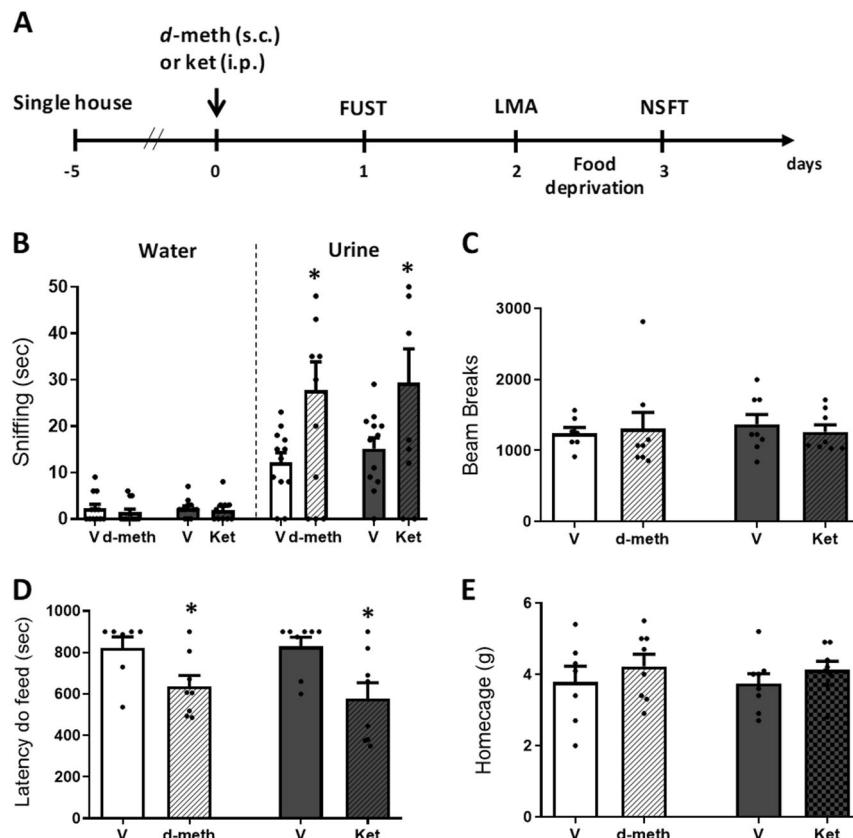 A
d-meth (s.c.)
or ket (i.p.)
Single house
FUST
LMA
NSFT
-5
0
1
2
3
days
Food
deprivation
B
Water
Urine
*
*
Sniffing (sec)
50
40
30
20
10
0
V d-meth V Ket V d-meth V Ket
C
Beam Breaks
3000
2000
1000
0
V d-meth V Ket
D
*
*
Latency do feed (sec)
1000
800
600
400
200
0
V d-meth V Ket
E
Homecage (g)
6
4
2
0
V d-meth V Ket